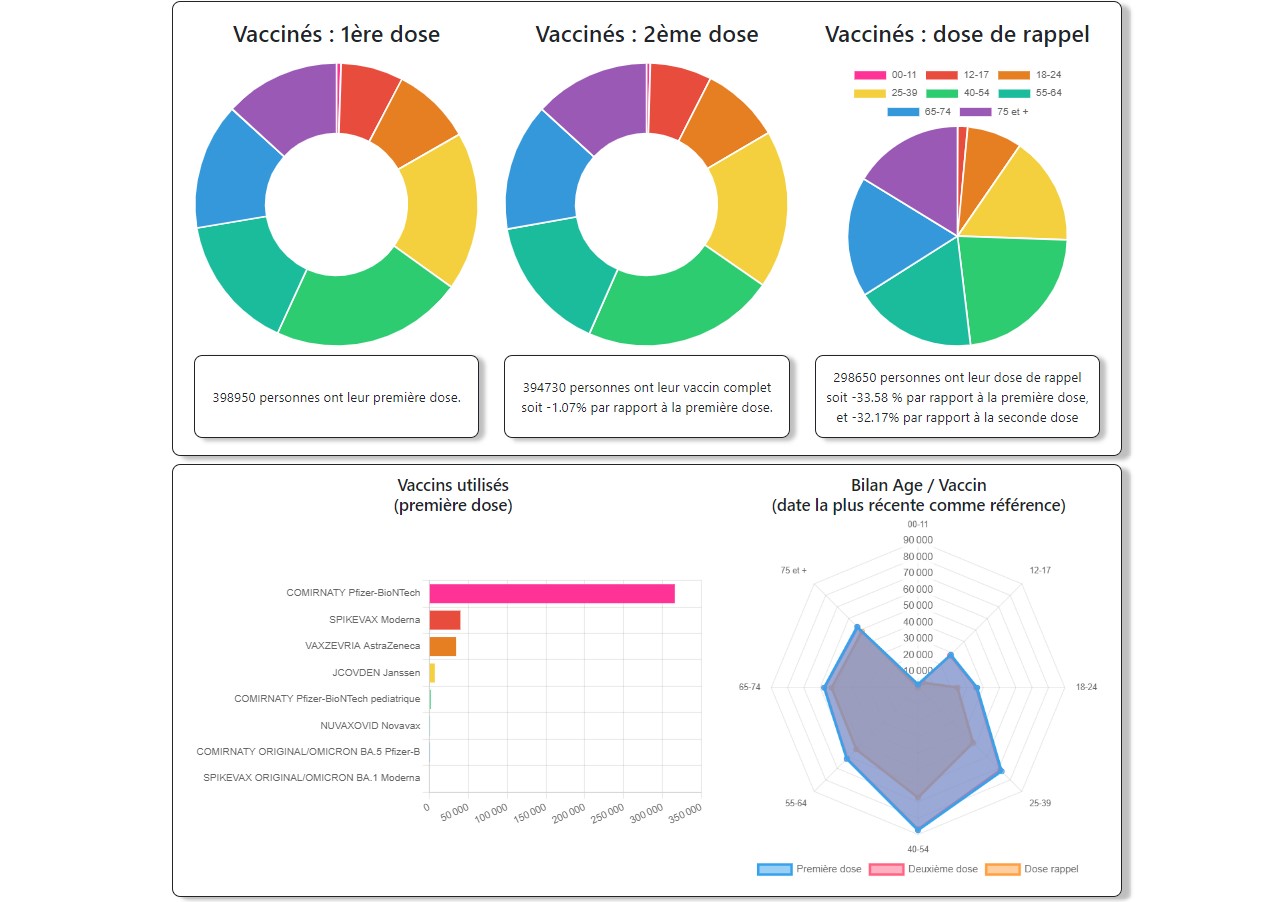 Vaccinés : 1ère dose
Vaccinés : 2ème dose
Vaccinés : dose de rappel
00-11
12-17
18-24
25-39
40-54
55-64
65-74
75 et +
398950 personnes ont leur première dose.
394730 personnes ont leur vaccin complet
soit -1.07% par rapport à la première dose.
298650 personnes ont leur dose de rappel
soit -33.58 % par rapport à la première dose,
et -32.17% par rapport à la seconde dose
Vaccins utilisés
(première dose)
COMIRNATY Pfizer-BioNTech
SPIKEVAX Moderna
VAXZEVRIA AstraZeneca
JCOVDEN Janssen
COMIRNATY Pfizer-BioNTech pediatrique
NUVAXOVID Novavax
COMIRNATY ORIGINAL/OMICRON BA.5 Pfizer-B
SPIKEVAX ORIGINAL/OMICRON BA.1 Moderna
0
50 000
100 000
150 000
200 000
250 000
300 000
350 000
Bilan Age / Vaccin
(date la plus récente comme référence)
00-11
90 000
80 000
70 000
60 000
50 000
40 000
30 000
20 000
10 000
75 et +
12-17
65-74
18-24
55-64
25-39
40-54
Première dose
Deuxième dose
Dose rappel